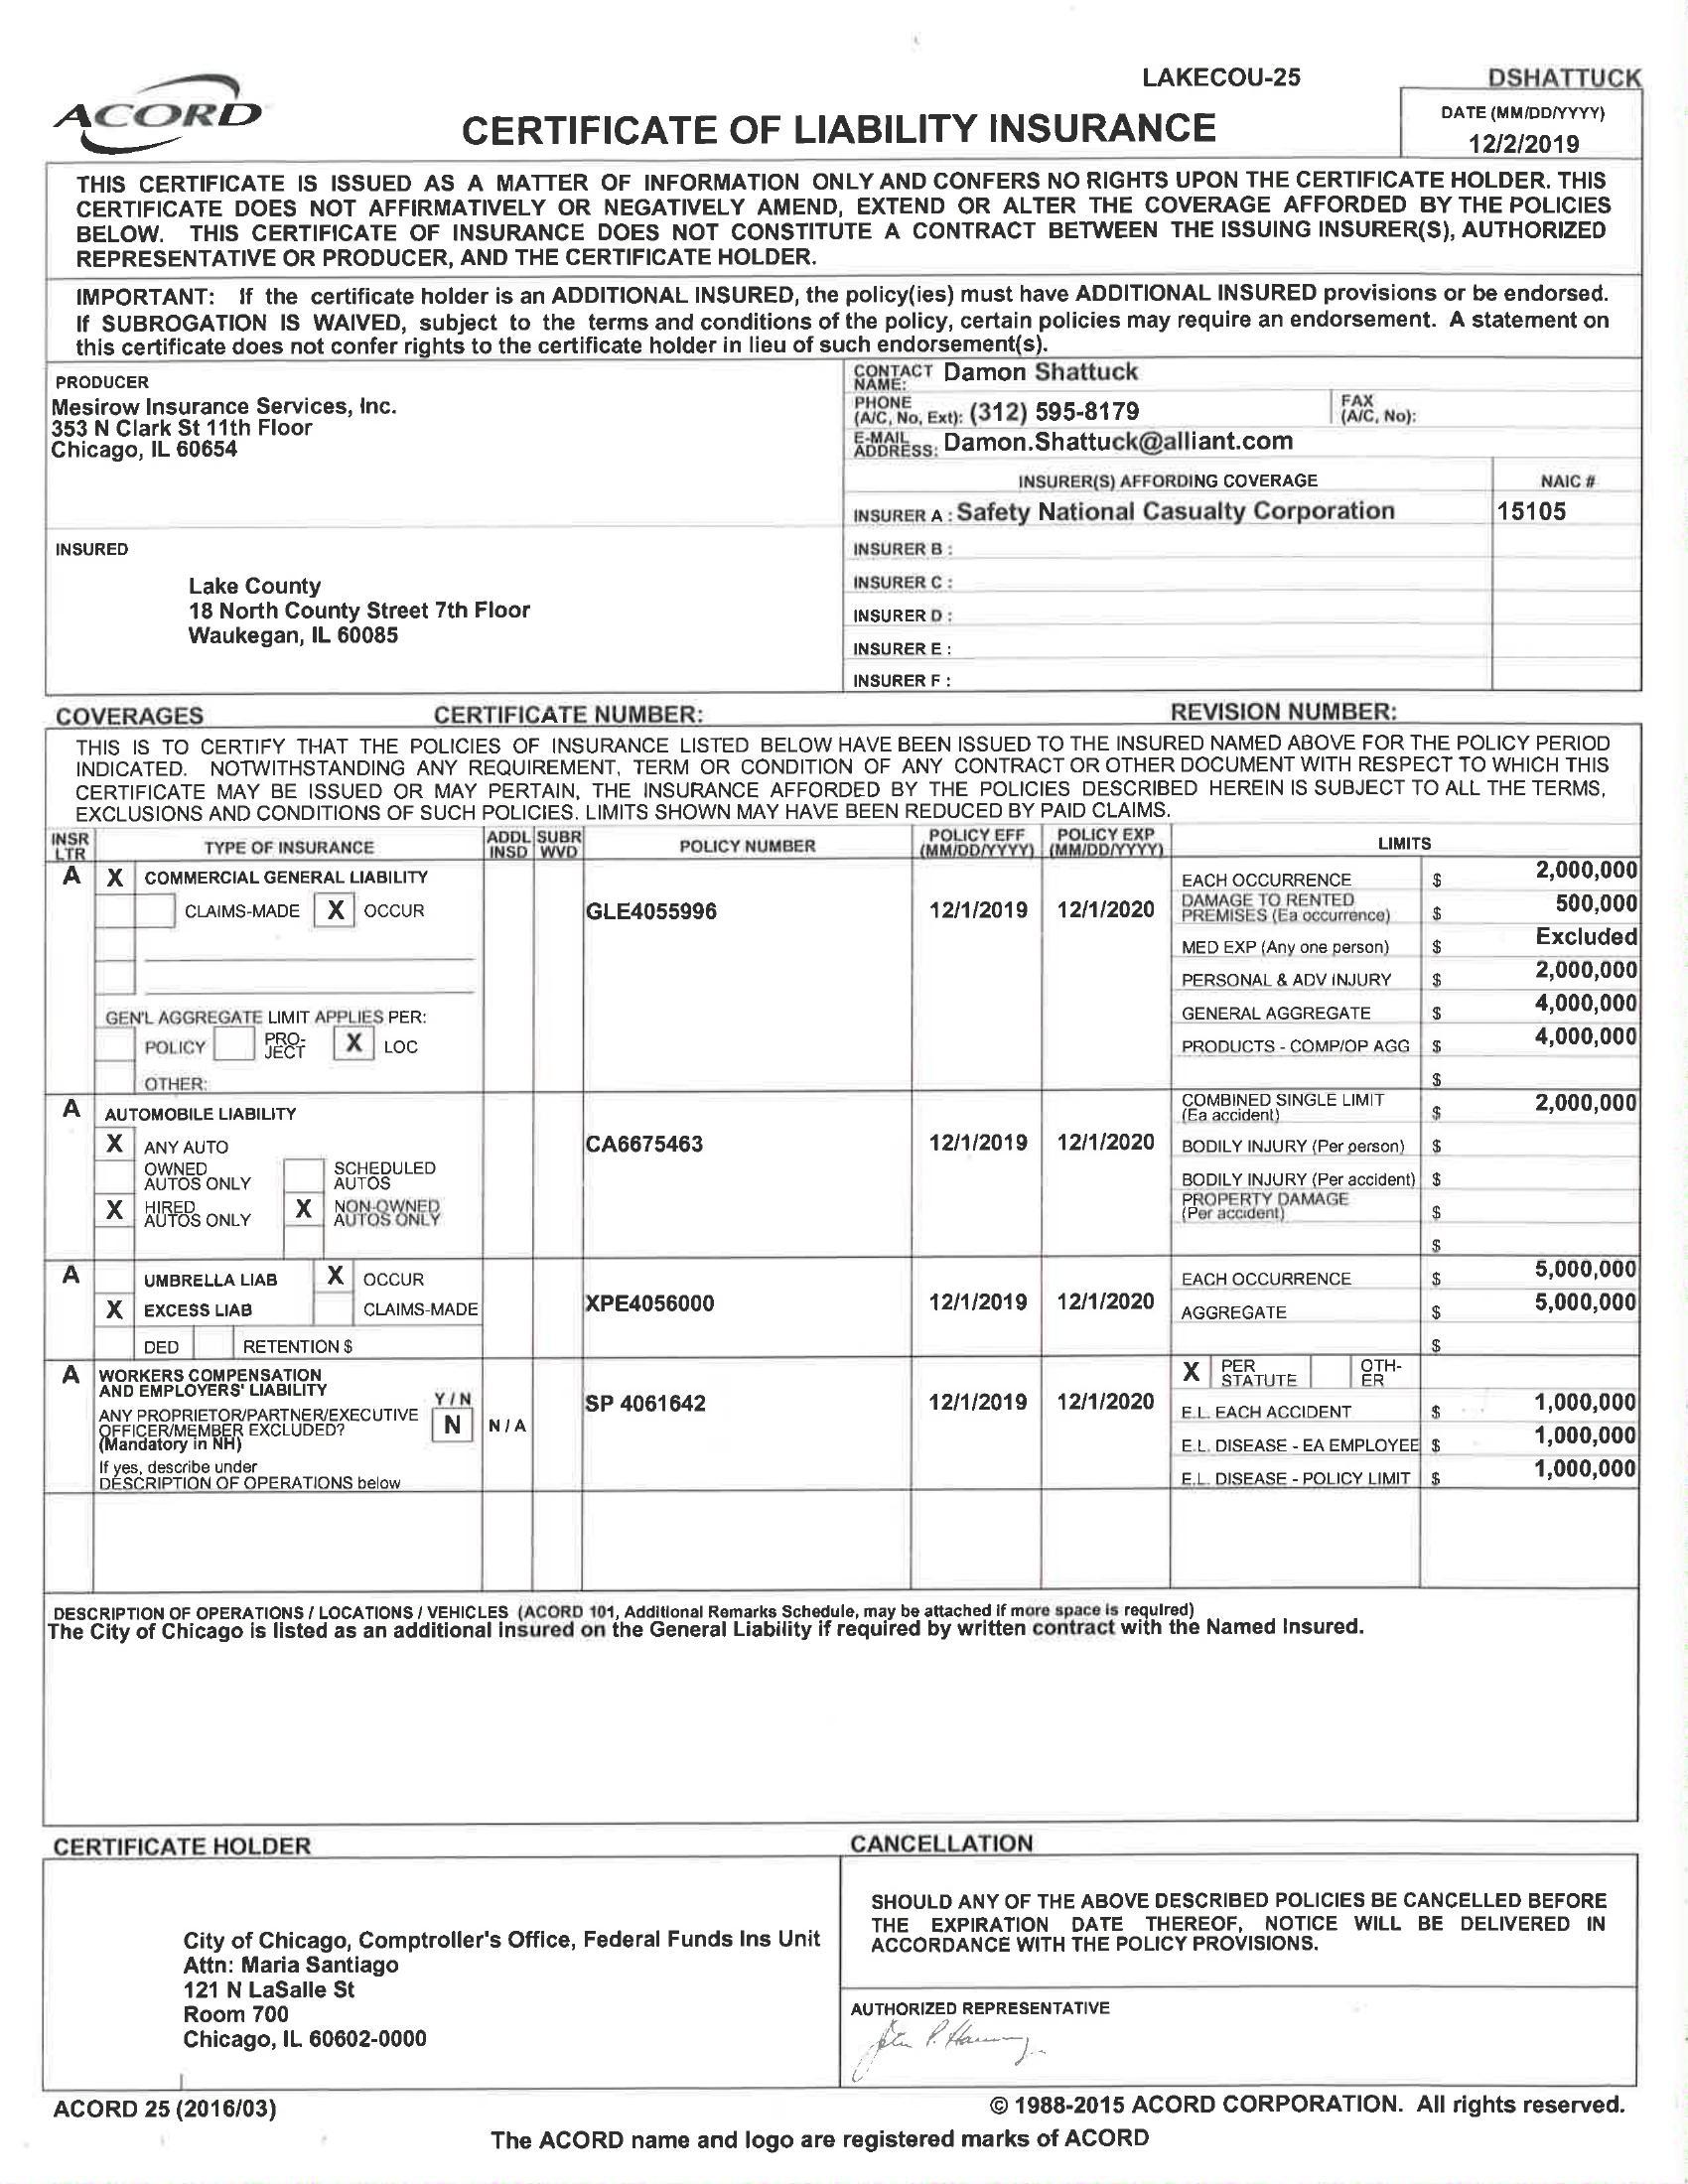 LAKECOU-25 DSHATTUCK
ACORD
CERTIFICATE OF LIABILITY INSURANCE
DATE (MM/DD/YYYY)
12/2/2019
THIS CERTIFICATE IS ISSUED AS A MATTER OF INFORMATION ONLY AND CONFERS NO RIGHTS UPON THE CERTIFICATE HOLDER. THIS
CERTIFICATE DOES NOT AFFIRMATIVELY OR NEGATIVELY AMEND, EXTEND OR ALTER THE COVERAGE AFFORDED BY THE POLICIES
BELOW. THIS CERTIFICATE OF INSURANCE DOES NOT CONSTITUTE A CONTRACT BETWEEN THE ISSUING INSURER(S), AUTHORIZED
REPRESENTATIVE OR PRODUCER, AND THE CERTIFICATE HOLDER.
IMPORTANT: If the certificate holder is an ADDITIONAL INSURED, the policy(ies) must have ADDITIONAL INSURED provisions or be endorsed.
If SUBROGATION IS WAIVED, subject to the terms and conditions of the policy, certain policies may require an endorsement. A statement on
this certificate does not confer rights to the certificate holder in lieu of such endorsement(s).
PRODUCER
Mesirow Insurance Services, Inc.
353 N Clark St 11th Floor
Chicago, IL 60654
CONTACT NAME: Damon Shattuck
PHONE (A/C, No, Ext): (312) 595-8179
FAX (A/C, No):
E-MAIL ADDRESS: Damon.Shattuck@alliant.com
INSURER(S) AFFORDING COVERAGE NAIC #
INSURER A : Safety National Casualty Corporation 15105
INSURED
Lake County
18 North County Street 7th Floor
Waukegan, IL 60085
INSURER B :
INSURER C :
INSURER D :
INSURER E :
INSURER F :
COVERAGES CERTIFICATE NUMBER: REVISION NUMBER:
THIS IS TO CERTIFY THAT THE POLICIES OF INSURANCE LISTED BELOW HAVE BEEN ISSUED TO THE INSURED NAMED ABOVE FOR THE POLICY PERIOD
INDICATED. NOTWITHSTANDING ANY REQUIREMENT, TERM OR CONDITION OF ANY CONTRACT OR OTHER DOCUMENT WITH RESPECT TO WHICH THIS
CERTIFICATE MAY BE ISSUED OR MAY PERTAIN, THE INSURANCE AFFORDED BY THE POLICIES DESCRIBED HEREIN IS SUBJECT TO ALL THE TERMS,
EXCLUSIONS AND CONDITIONS OF SUCH POLICIES. LIMITS SHOWN MAY HAVE BEEN REDUCED BY PAID CLAIMS.
INSR LTR TYPE OF INSURANCE ADDL INSD SUBR WVD POLICY NUMBER POLICY EFF (MM/DD/YYYY) POLICY EXP (MM/DD/YYYY) LIMITS
A X COMMERCIAL GENERAL LIABILITY EACH OCCURRENCE $ 2,000,000
CLAIMS-MADE X OCCUR GLE4055996 12/1/2019 12/1/2020 DAMAGE TO RENTED PREMISES (Ea occurrence) $ 500,000
MED EXP (Any one person) $ Excluded
PERSONAL & ADV INJURY $ 2,000,000
GEN'L AGGREGATE LIMIT APPLIES PER: GENERAL AGGREGATE $ 4,000,000
POLICY PRO-JECT X LOC PRODUCTS - COMP/OP AGG $ 4,000,000
OTHER: $
A AUTOMOBILE LIABILITY COMBINED SINGLE LIMIT (Ea accident) $ 2,000,000
X ANY AUTO CA6675463 12/1/2019 12/1/2020 BODILY INJURY (Per person) $
OWNED AUTOS ONLY SCHEDULED AUTOS BODILY INJURY (Per accident) $
X HIRED AUTOS ONLY X NON-OWNED AUTOS ONLY PROPERTY DAMAGE (Per accident) $
$
A UMBRELLA LIAB X OCCUR EACH OCCURRENCE $ 5,000,000
X EXCESS LIAB CLAIMS-MADE XPE4056000 12/1/2019 12/1/2020 AGGREGATE $ 5,000,000
DED RETENTION $ $
A WORKERS COMPENSATION X PER STATUTE OTH-ER
AND EMPLOYERS' LIABILITY Y / N
ANY PROPRIETOR/PARTNER/EXECUTIVE OFFICER/MEMBER EXCLUDED? N N / A SP 4061642 12/1/2019 12/1/2020 E.L. EACH ACCIDENT $ 1,000,000
(Mandatory in NH) E.L. DISEASE - EA EMPLOYEE $ 1,000,000
If yes, describe under
DESCRIPTION OF OPERATIONS below E.L. DISEASE - POLICY LIMIT $ 1,000,000
DESCRIPTION OF OPERATIONS / LOCATIONS / VEHICLES (ACORD 101, Additional Remarks Schedule, may be attached if more space is required)
The City of Chicago is listed as an additional insured on the General Liability if required by written contract with the Named Insured.
CERTIFICATE HOLDER
City of Chicago, Comptroller's Office, Federal Funds Ins Unit
Attn: Maria Santiago
121 N LaSalle St
Room 700
Chicago, IL 60602-0000
CANCELLATION
SHOULD ANY OF THE ABOVE DESCRIBED POLICIES BE CANCELLED BEFORE
THE EXPIRATION DATE THEREOF, NOTICE WILL BE DELIVERED IN
ACCORDANCE WITH THE POLICY PROVISIONS.
AUTHORIZED REPRESENTATIVE
ACORD 25 (2016/03)
© 1988-2015 ACORD CORPORATION. All rights reserved.
The ACORD name and logo are registered marks of ACORD